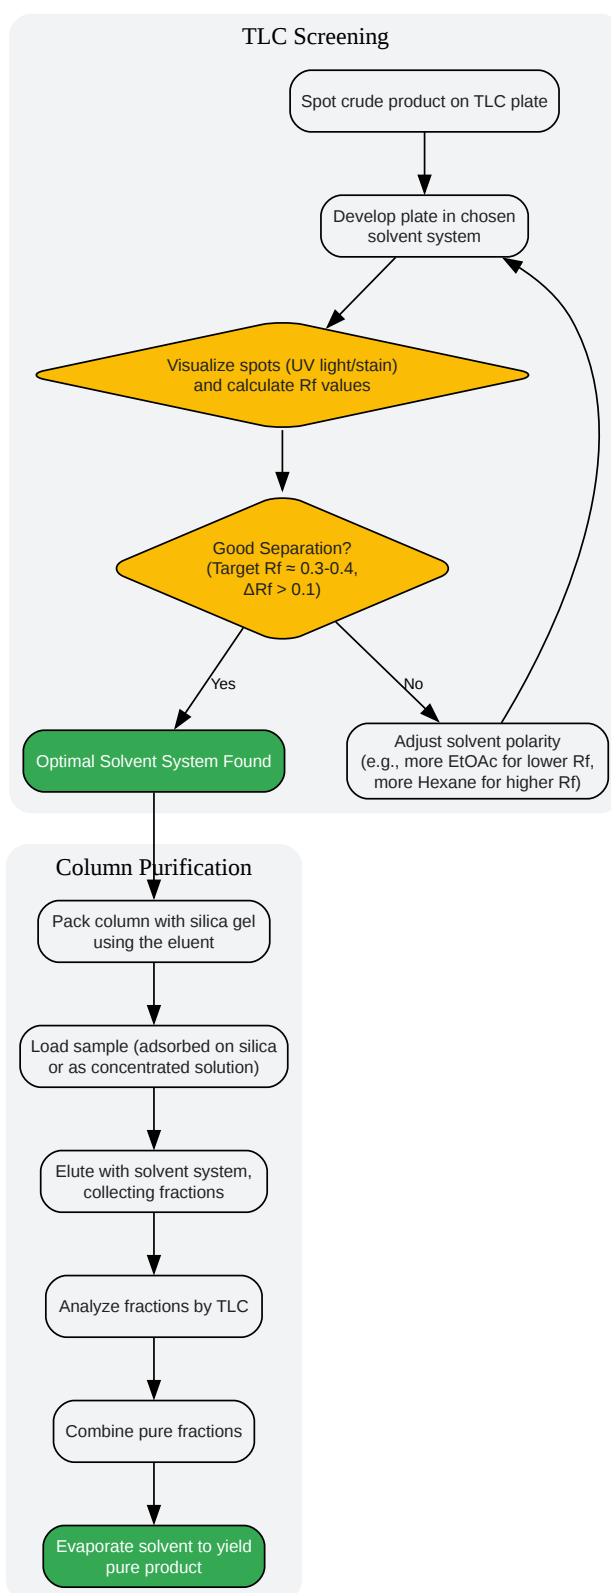 TLC Screening
Spot crude product on TLC plate
Develop plate in chosen
solvent system
Visualize spots (UV light/stain)
and calculate Rf values
Good Separation?
(Target Rf ≈ 0.3-0.4,
ΔRf > 0.1)
Yes
No
Optimal Solvent System Found
Adjust solvent polarity
(e.g., more EtOAc for lower Rf,
more Hexane for higher Rf)
Column Purification
Pack column with silica gel
using the eluent
Load sample (adsorbed on silica
or as concentrated solution)
Elute with solvent system,
collecting fractions
Analyze fractions by TLC
Combine pure fractions
Evaporate solvent to yield
pure product